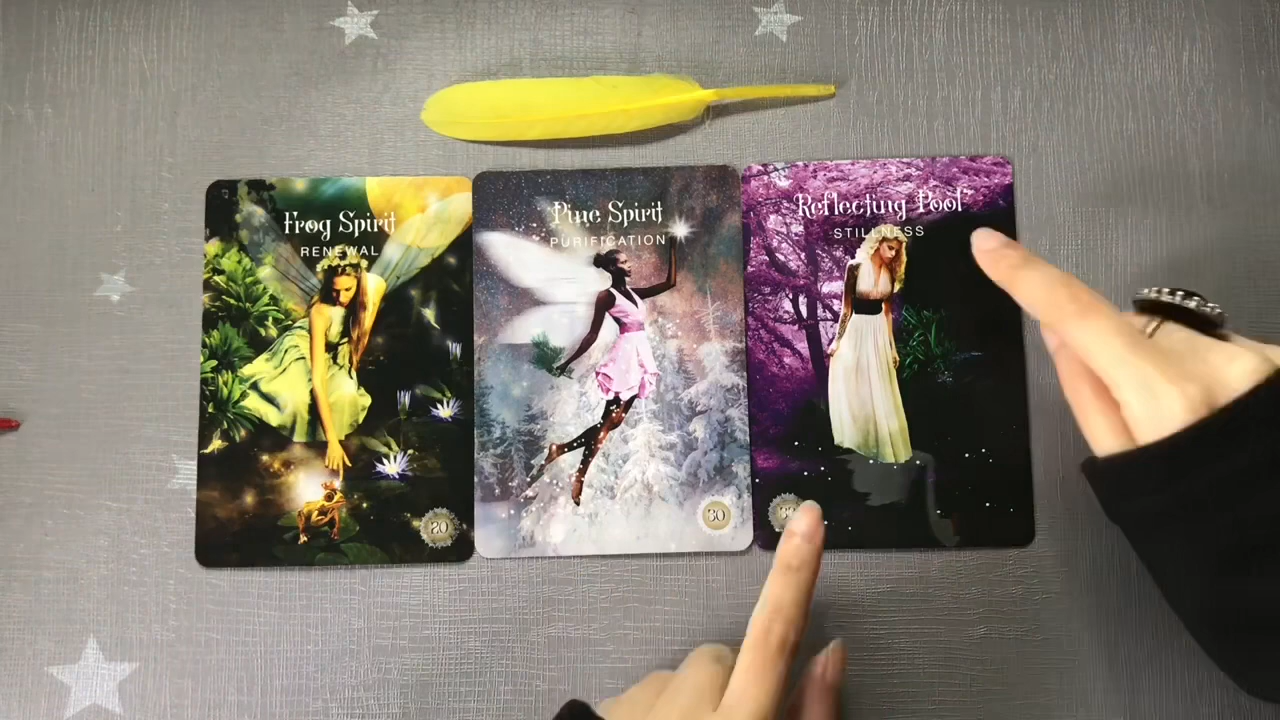 Frog Spirit
RENEWAL
20
Pine Spirit
PURIFICATION
30
Reflecting Pool
STILLNESS